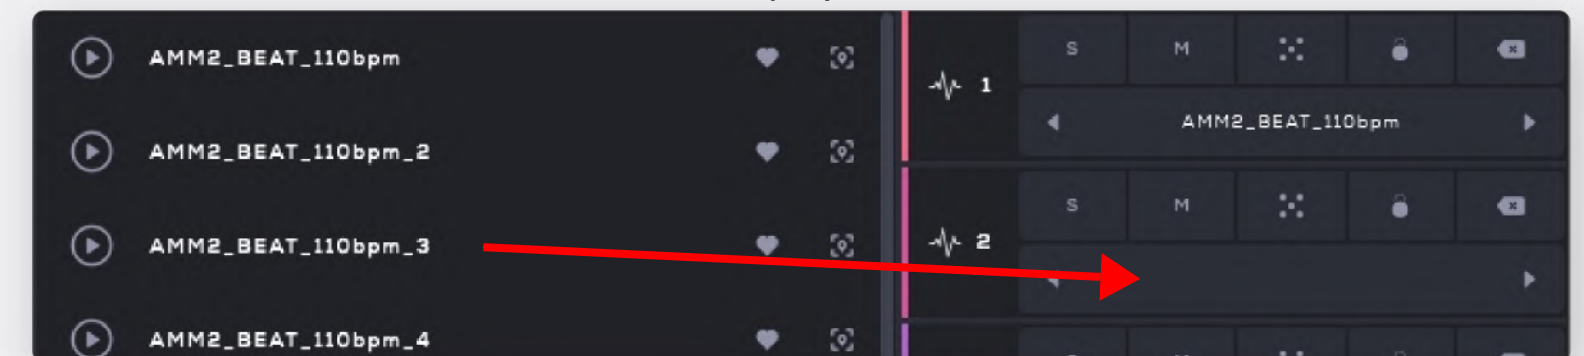 AMM2_BEAT_110bpm
AMM2_BEAT_110bpm_2
AMM2_BEAT_110bpm_3
AMM2_BEAT_110bpm_4
1
S M
AMM2_BEAT_110bpm
2
S M